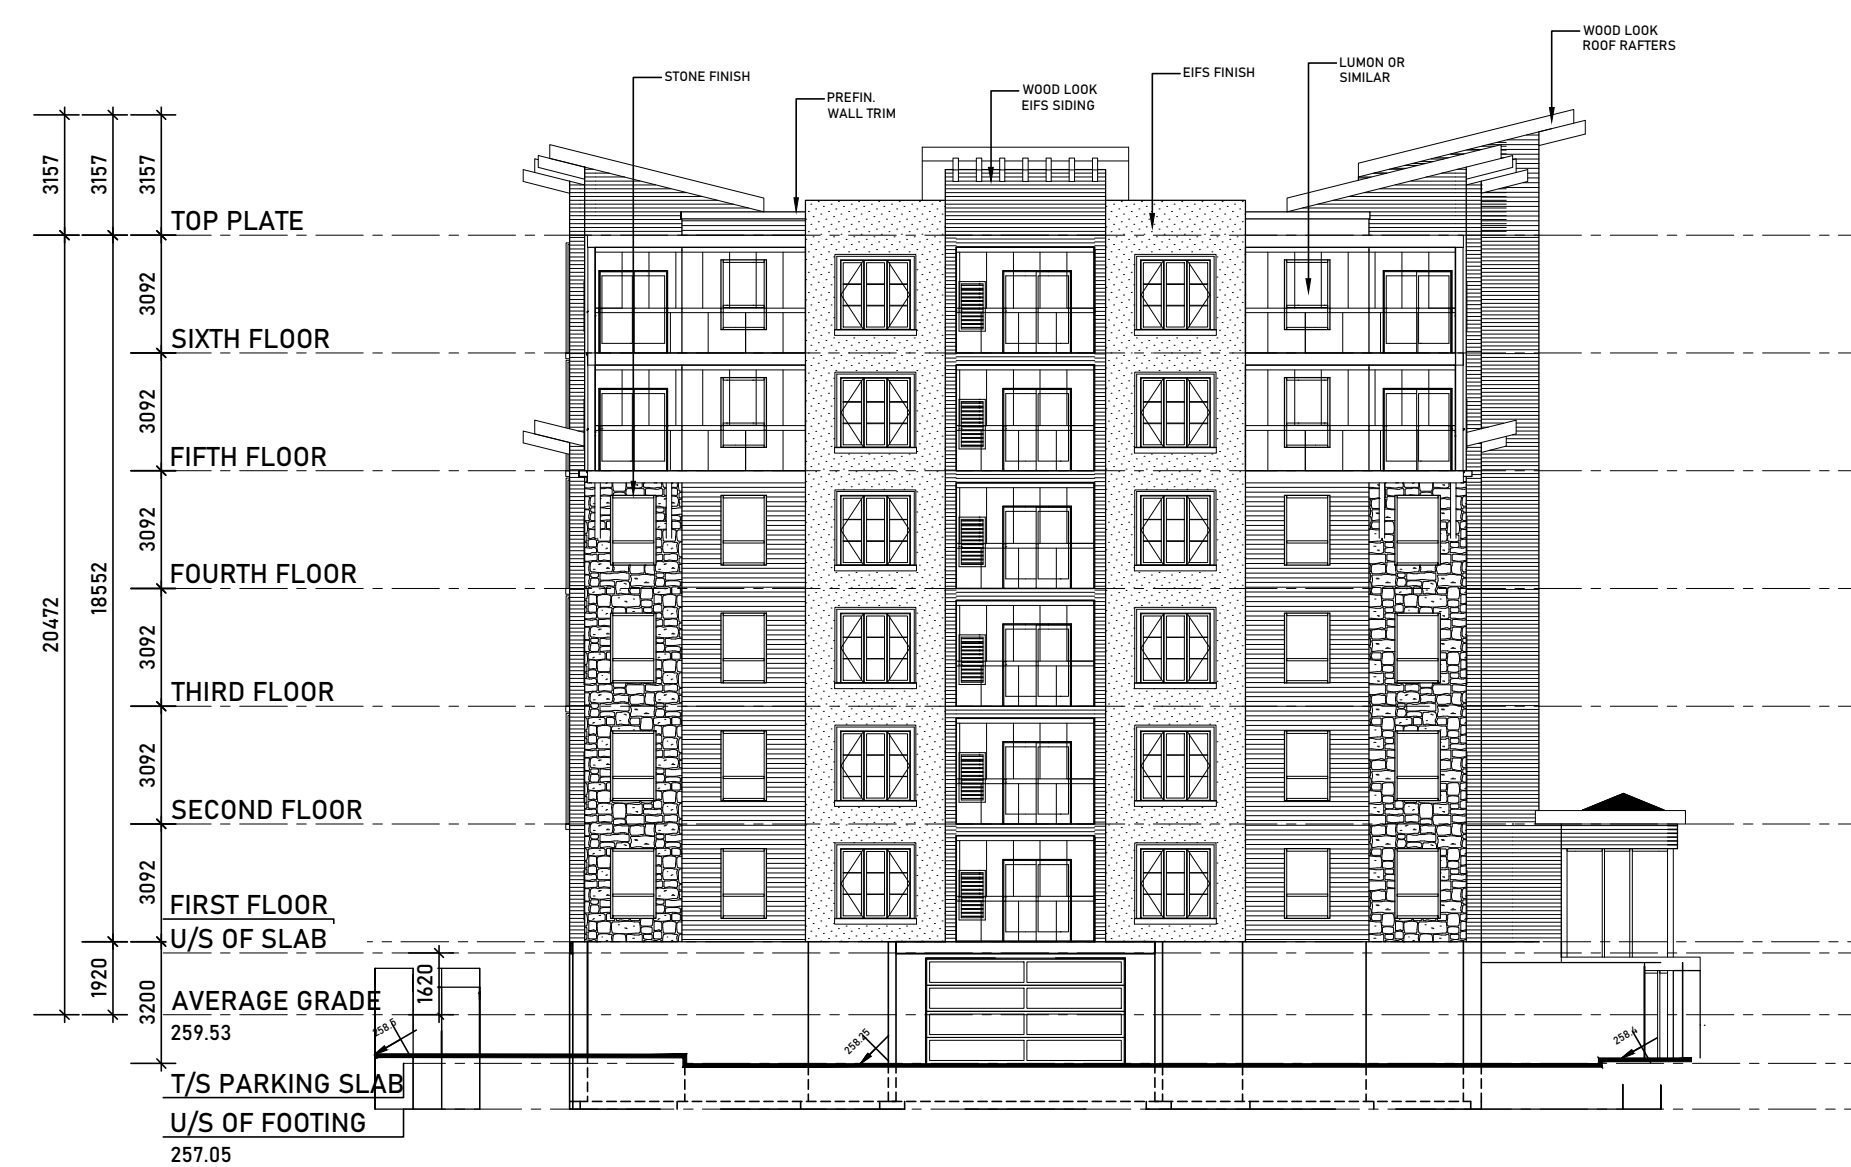 WOOD LOOK
ROOF RAFTERS
LUMON OR
SIMILAR
EIFS FINISH
STONE FINISH
WOOD LOOK
EIFS SIDING
PREFIN.
WALL TRIM
3157
3157
3157
TOP PLATE
3092
SIXTH FLOOR
3092
FIFTH FLOOR
3092
FOURTH FLOOR
18552
20472
3092
THIRD FLOOR
3092
SECOND FLOOR
3092
FIRST FLOOR
U/S OF SLAB
1920
1620
3200
AVERAGE GRADE
259.53
258.5
258.25
258.4
T/S PARKING SLAB
U/S OF FOOTING
257.05